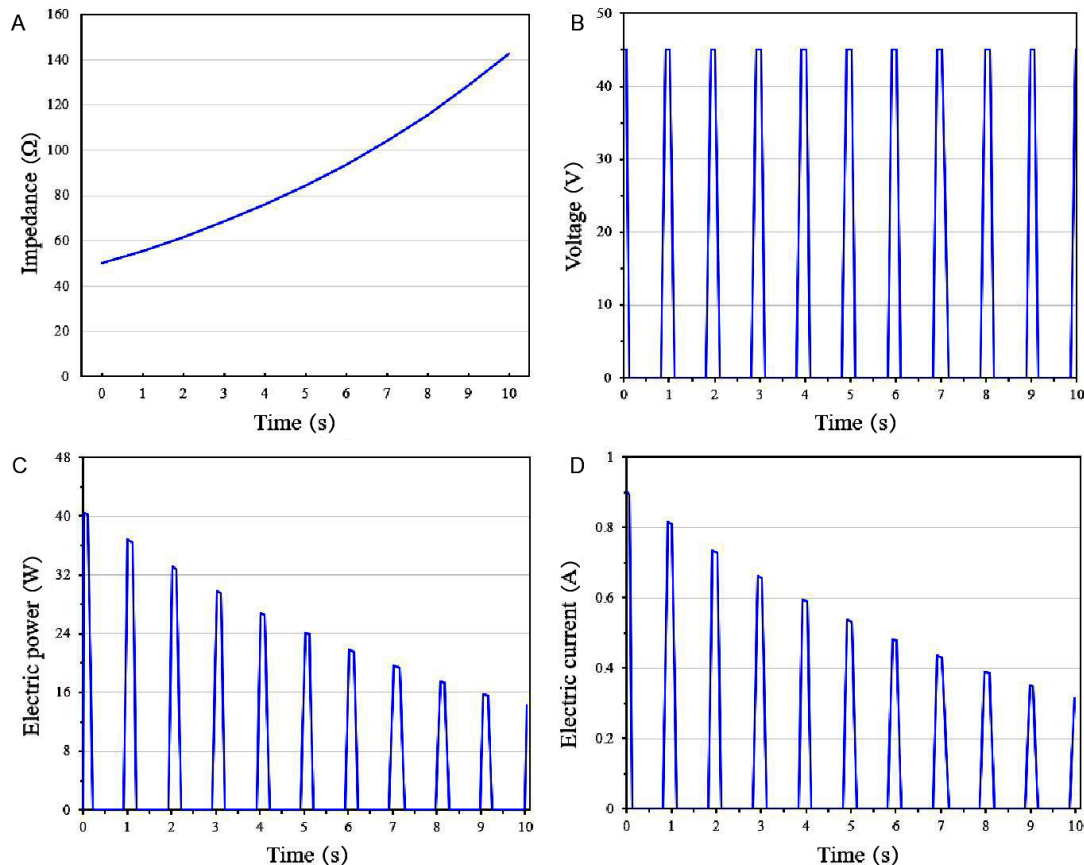 A
160
140
120
100
80
60
40
20
0
0 1 2 3 4 5 6 7 8 9 10
Impedance (Ω)
Time (s)
B
50
40
30
20
10
0
0 1 2 3 4 5 6 7 8 9 10
Voltage (V)
Time (s)
C
48
40
32
24
16
8
0
0 1 2 3 4 5 6 7 8 9 10
Electric power (W)
Time (s)
D
1
0.8
0.6
0.4
0.2
0
0 1 2 3 4 5 6 7 8 9 10
Electric current (A)
Time (s)